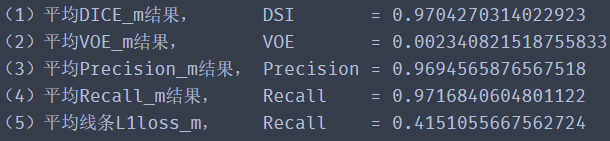 (1) 平均DICE_m结果, DSI = 0.9704270314022923
(2) 平均VOE_m结果, VOE = 0.002340821518755833
(3) 平均Precision_m结果, Precision = 0.9694565876567518
(4) 平均Recall_m结果, Recall = 0.9716840604801122
(5) 平均线条L1loss_m, Recall = 0.4151055667562724